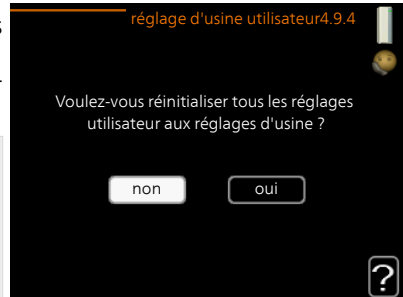 réglage d'usine utilisateur4.9.4
Voulez-vous réinitialiser tous les réglages
utilisateur aux réglages d'usine ?
non
oui
?